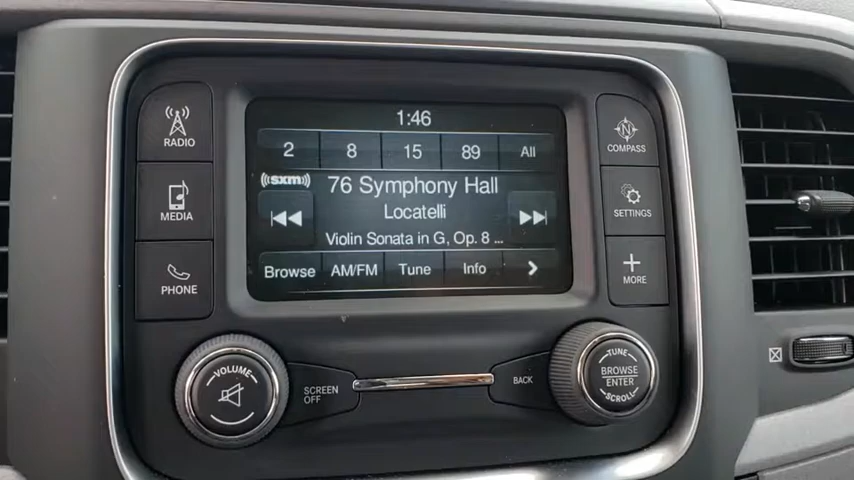 1:46
2 8 15 89 All
sxm
76 Symphony Hall
Locatelli
Violin Sonata in G, Op. 8 ...
Browse AM/FM Tune Info
RADIO
MEDIA
PHONE
COMPASS
SETTINGS
MORE
VOLUME
SCREEN
OFF
BACK
TUNE
BROWSE
ENTER
SCROLL